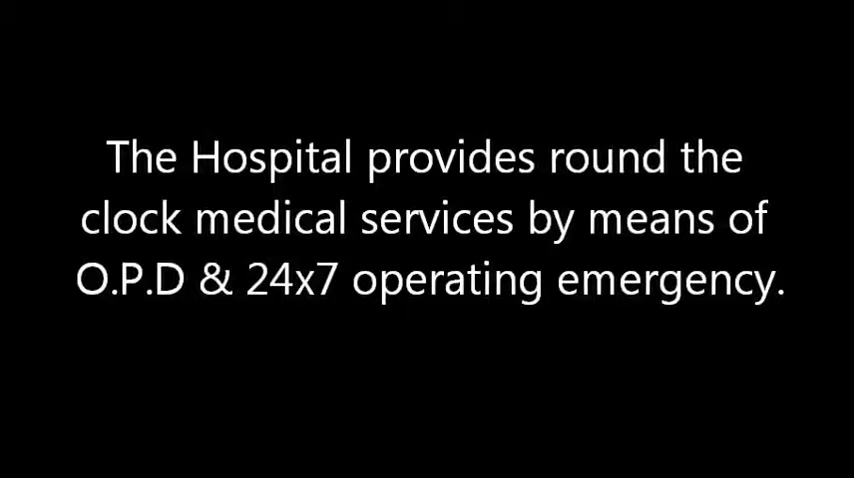 The Hospital provides round the
clock medical services by means of
O.P.D & 24x7 operating emergency.